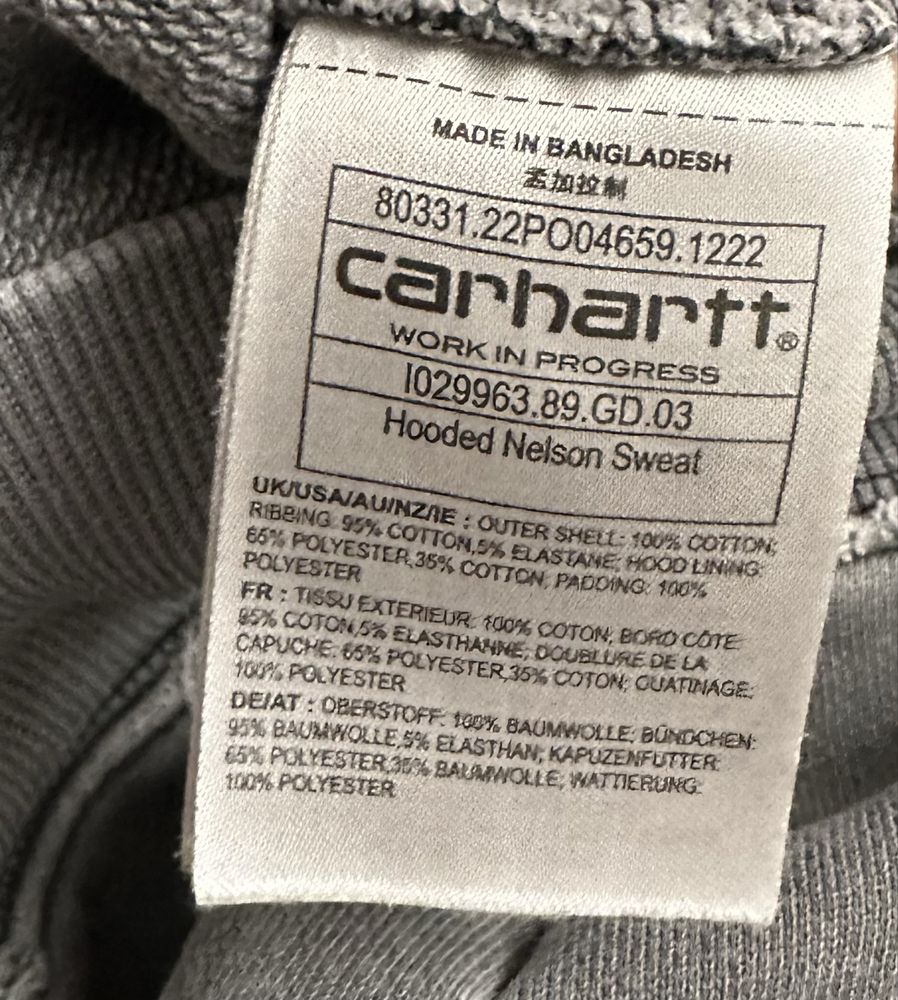 MADE IN BANGLADESH
孟加拉制
80331.22PO04659.1222
carhartt®
WORK IN PROGRESS
I029963.89.GD.03
Hooded Nelson Sweat
UK/USA/AU/NZ/IE : OUTER SHELL: 100% COTTON;
RIBBING: 95% COTTON,5% ELASTANE; HOOD LINING:
65% POLYESTER,35% COTTON; PADDING: 100%
POLYESTER
FR : TISSU EXTERIEUR: 100% COTON; BORD CÔTE:
95% COTON,5% ELASTHANNE; DOUBLURE DE LA
CAPUCHE: 65% POLYESTER,35% COTON; OUATINAGE:
100% POLYESTER
DE/AT : OBERSTOFF: 100% BAUMWOLLE; BÜNDCHEN:
95% BAUMWOLLE,5% ELASTHAN; KAPUZENFUTTER:
65% POLYESTER,35% BAUMWOLLE; WATTIERUNG:
100% POLYESTER